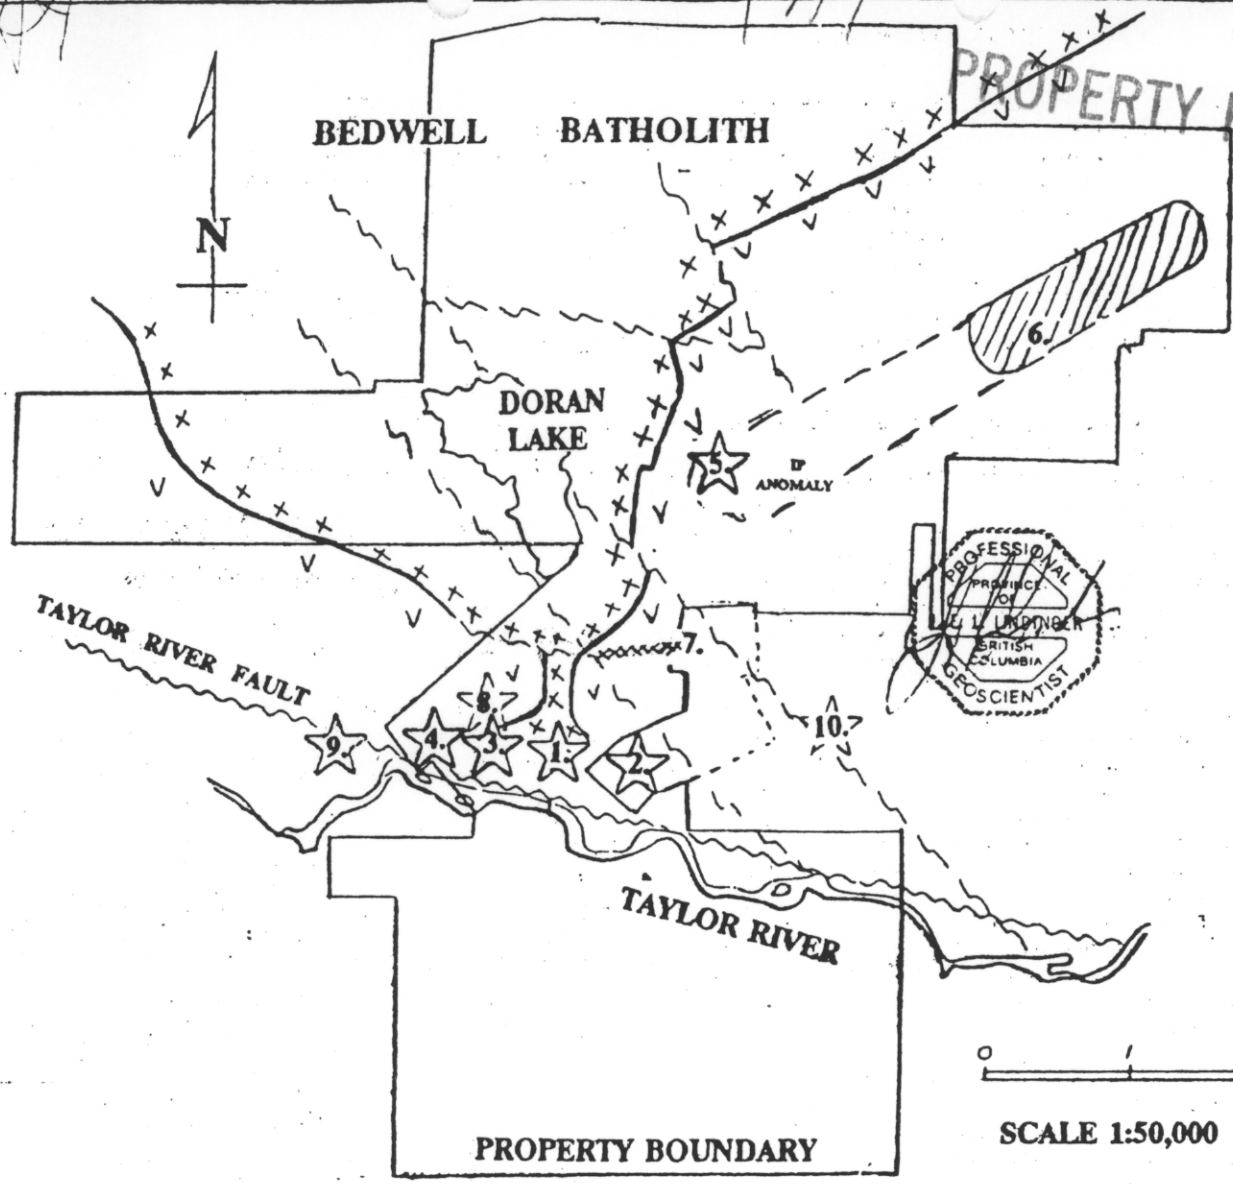 PROPERTY
BEDWELL BATHOLITH
N
6.
DORAN
LAKE
5.
IP
ANOMALY
PROFESSIONAL
PROVINCE
OF
BRITISH
COLUMBIA
GEOSCIENTIST
TAYLOR RIVER FAULT
7.
8.
10.
9.
4.
3.
1.
2.
TAYLOR RIVER
0 1
SCALE 1:50,000
PROPERTY BOUNDARY